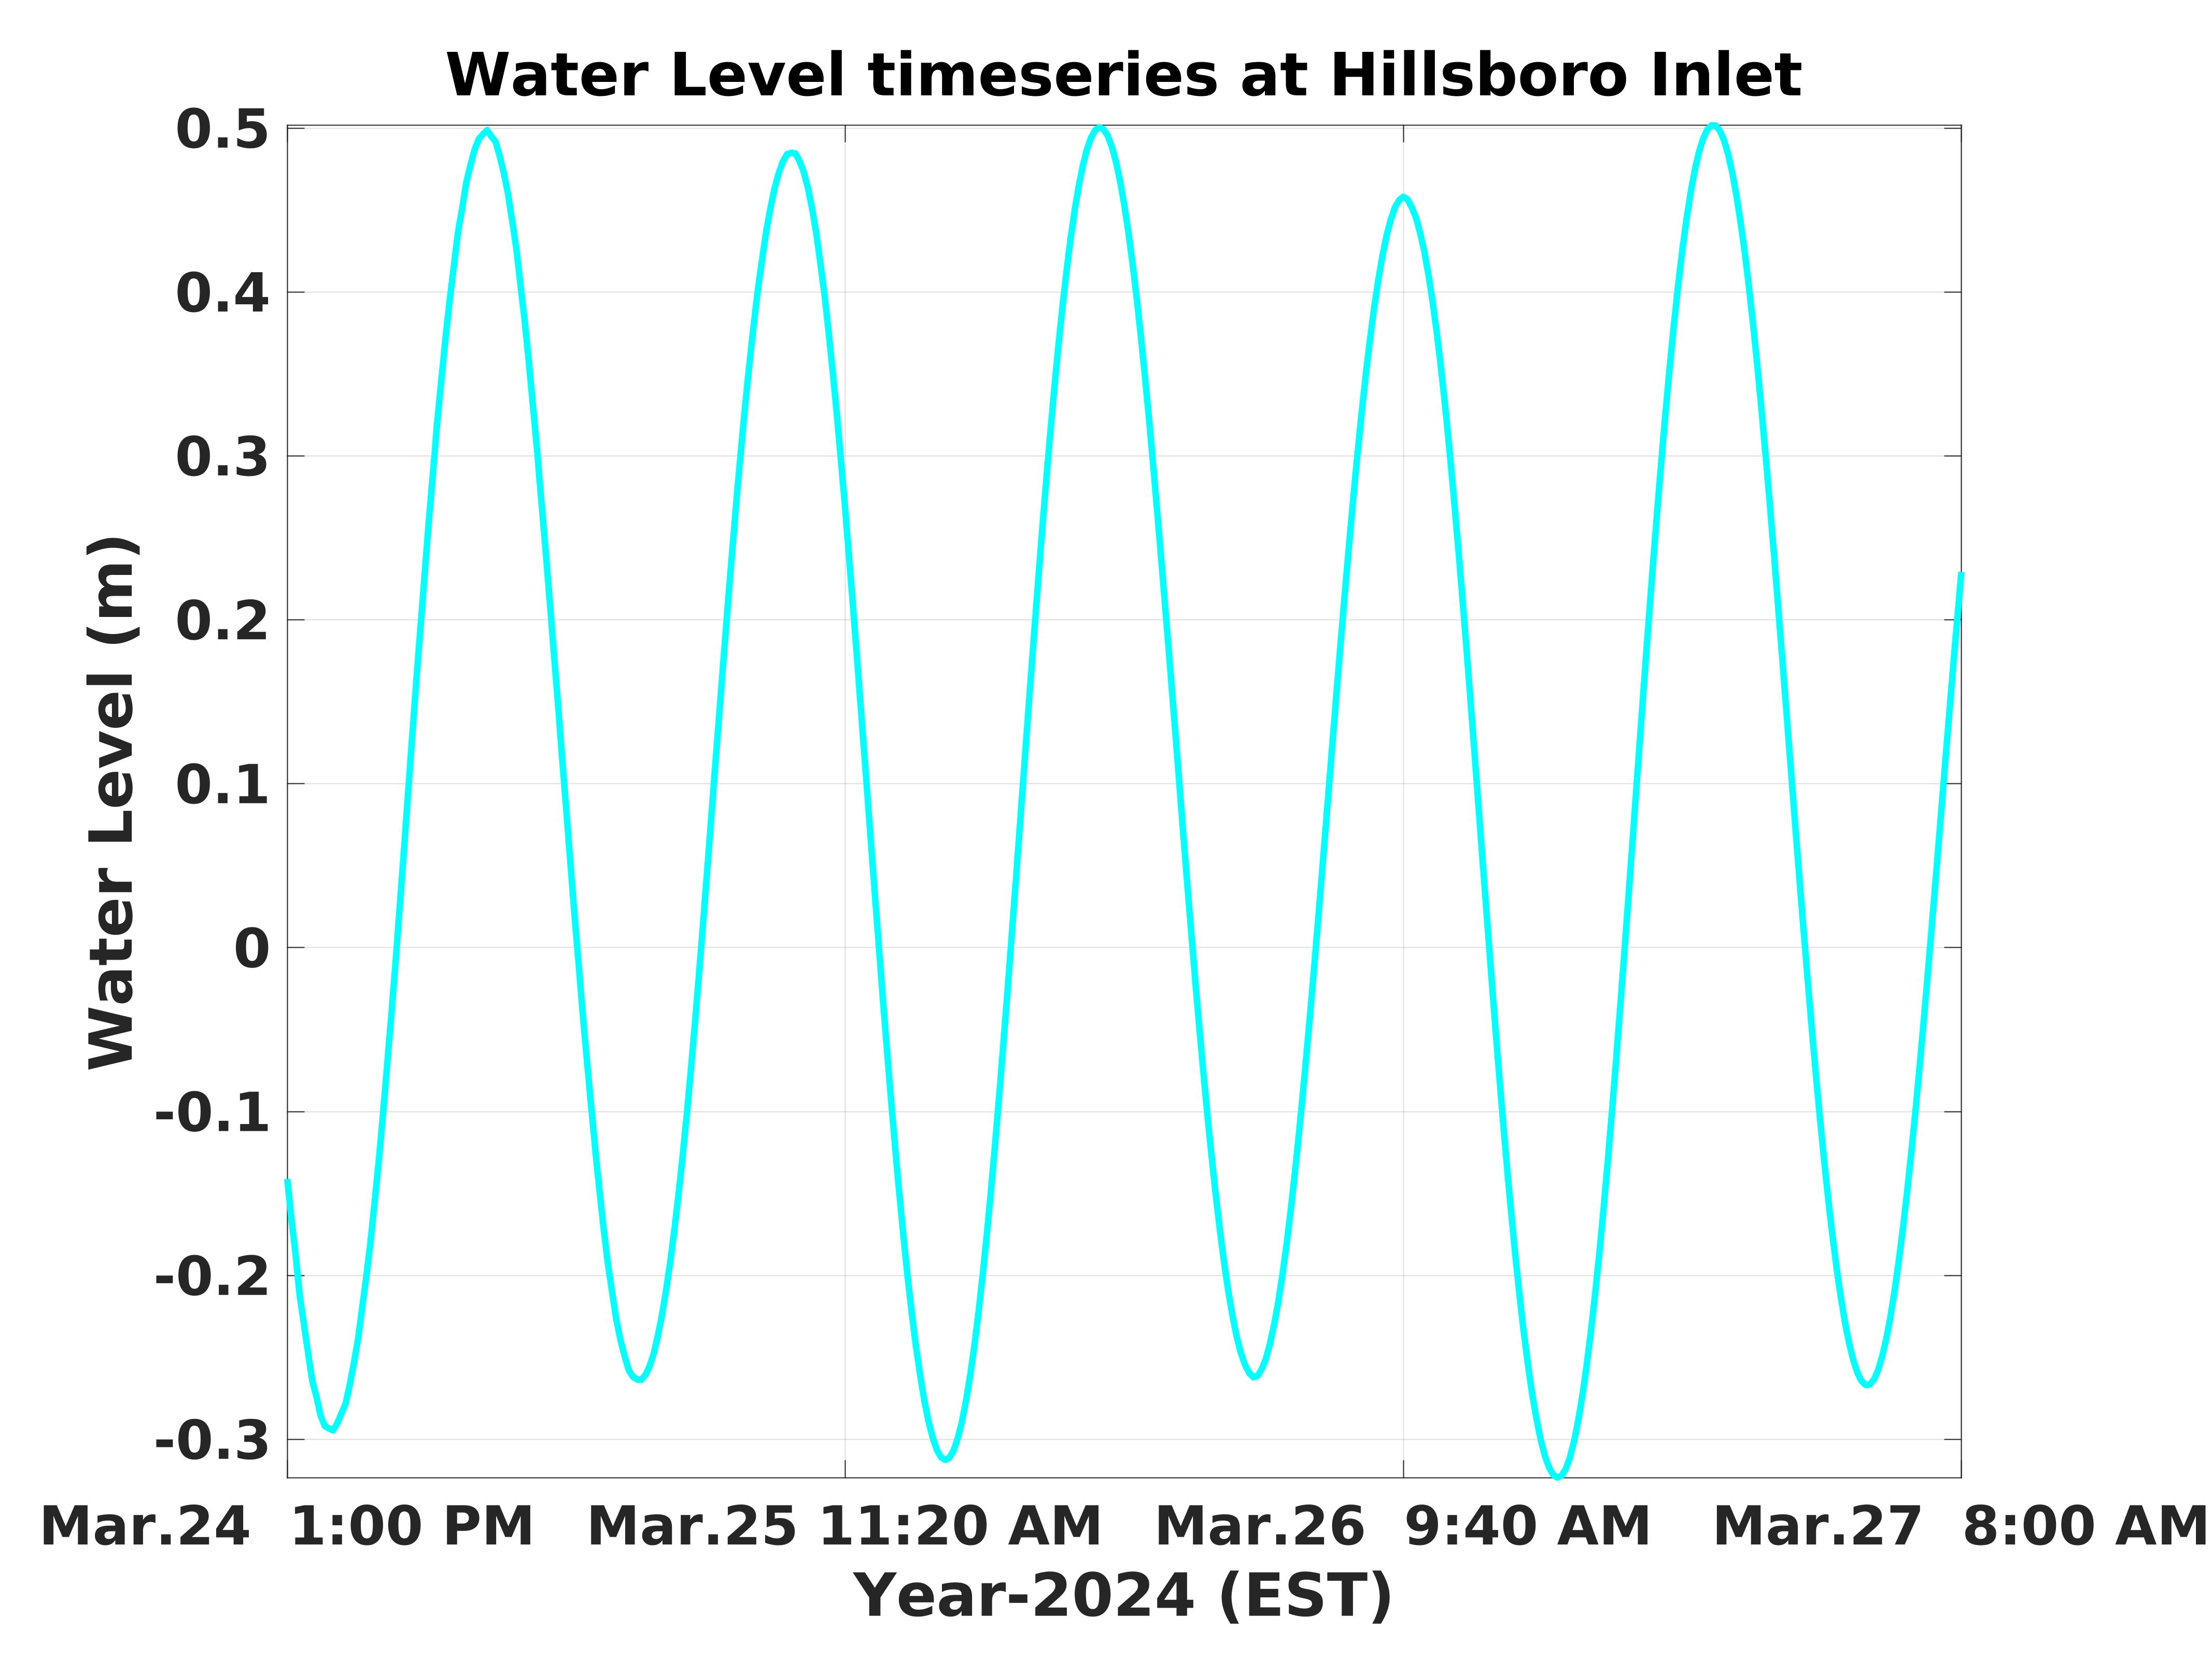 Water Level timeseries at Hillsboro Inlet
0.5
0.4
0.3
0.2
0.1
0
-0.1
-0.2
-0.3
Water Level (m)
Mar.24 1:00 PM Mar.25 11:20 AM Mar.26 9:40 AM Mar.27 8:00 AM
Year-2024 (EST)